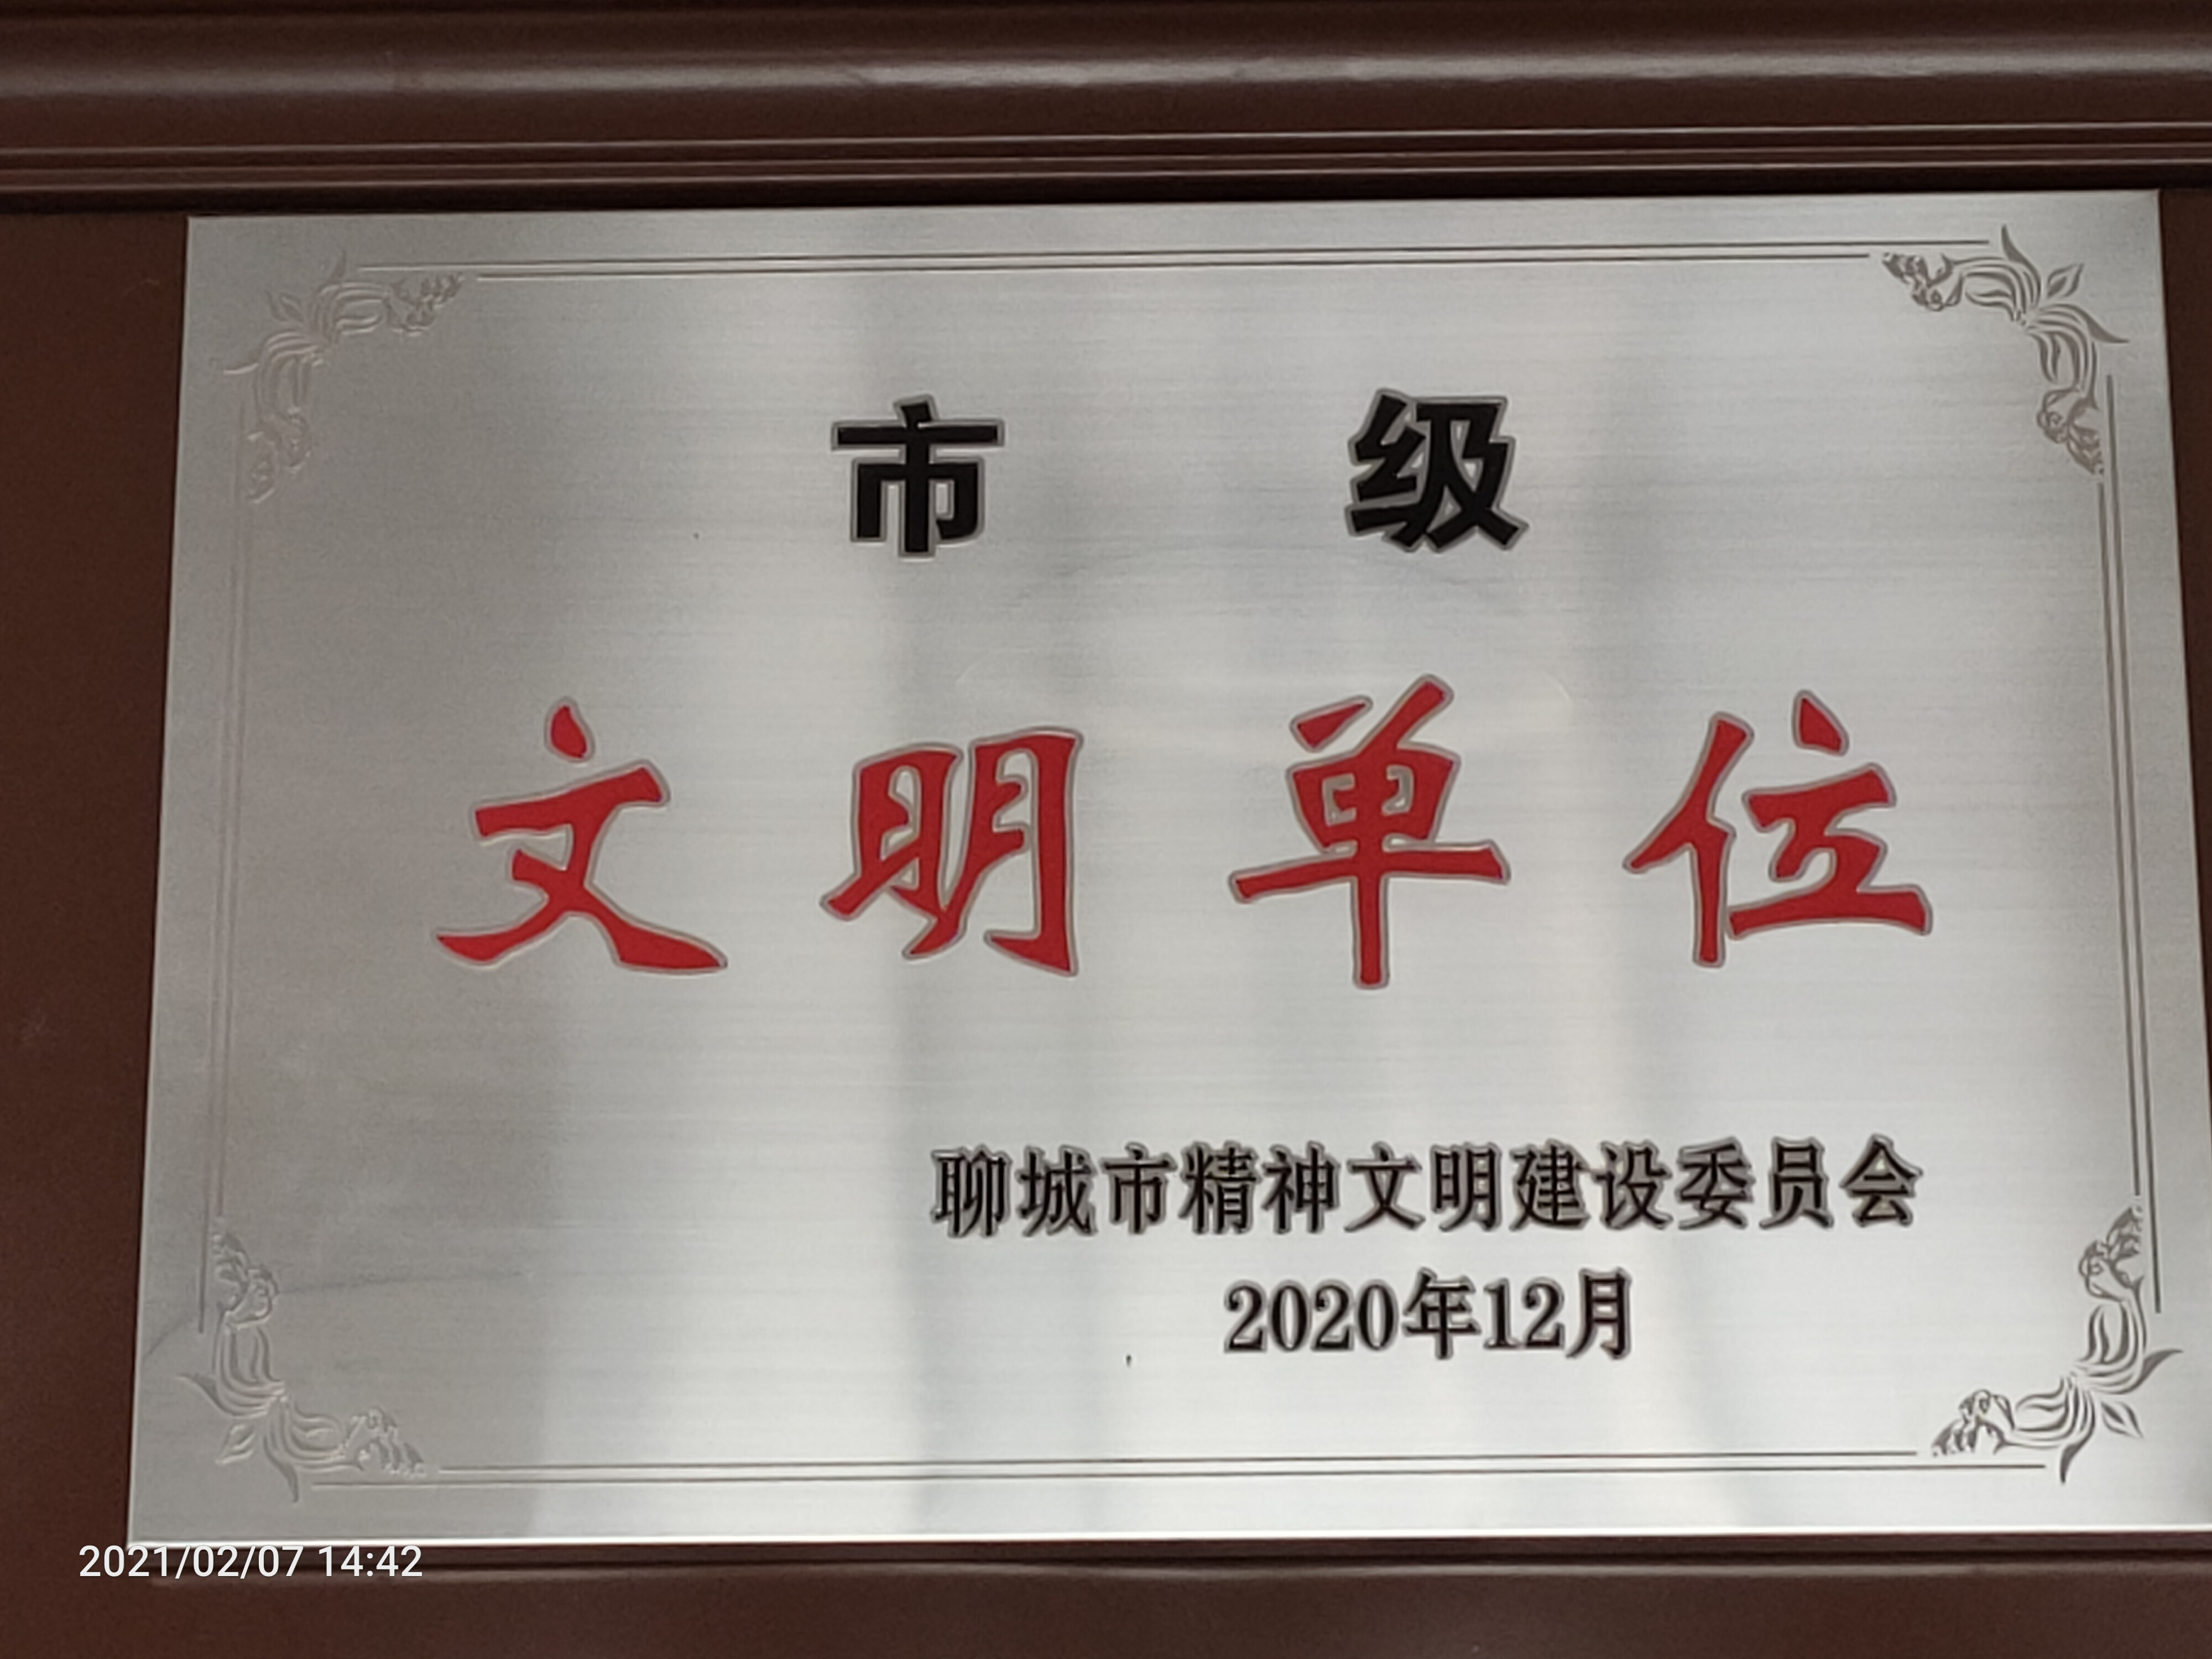 市 级
文 明 单 位
聊城市精神文明建设委员会
2020年12月
2021/02/07 14:42